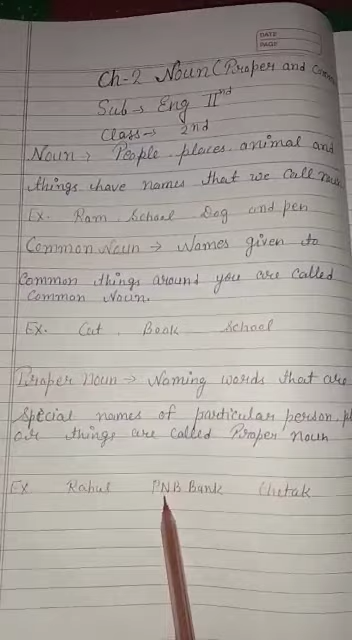 DATE
PAGE
Ch-2 Noun (Proper and Comm
Sub → Eng IInd
Class → 2nd
Noun → People, places, animal and
things have names that we call
Ex. Ram School Dog and pen
Common Noun → Names given to
Common things around you are called
Common Noun.
Ex. Cat, Book School
Proper noun → Naming words that are
Special names of particular person, pl
or things are called Proper noun
Ex Rahul PNB Bank Chetak